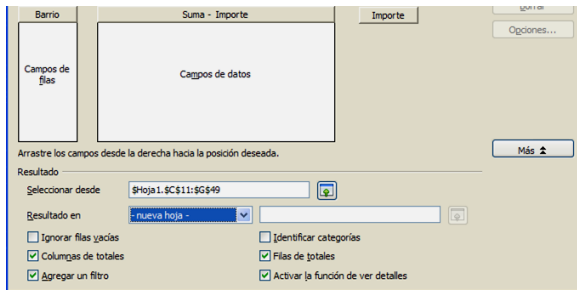 Barrio
Suma - Importe
Importe
Borrar
Opciones...
Campos de
filas
Campos de datos
Más
Arrastre los campos desde la derecha hacia la posición deseada.
Resultado
Seleccionar desde
$Hoja1.$C$11:$G$49
Resultado en
- nueva hoja -
Ignorar filas vacías
Identificar categorías
Columnas de totales
Filas de totales
Agregar un filtro
Activar la función de ver detalles